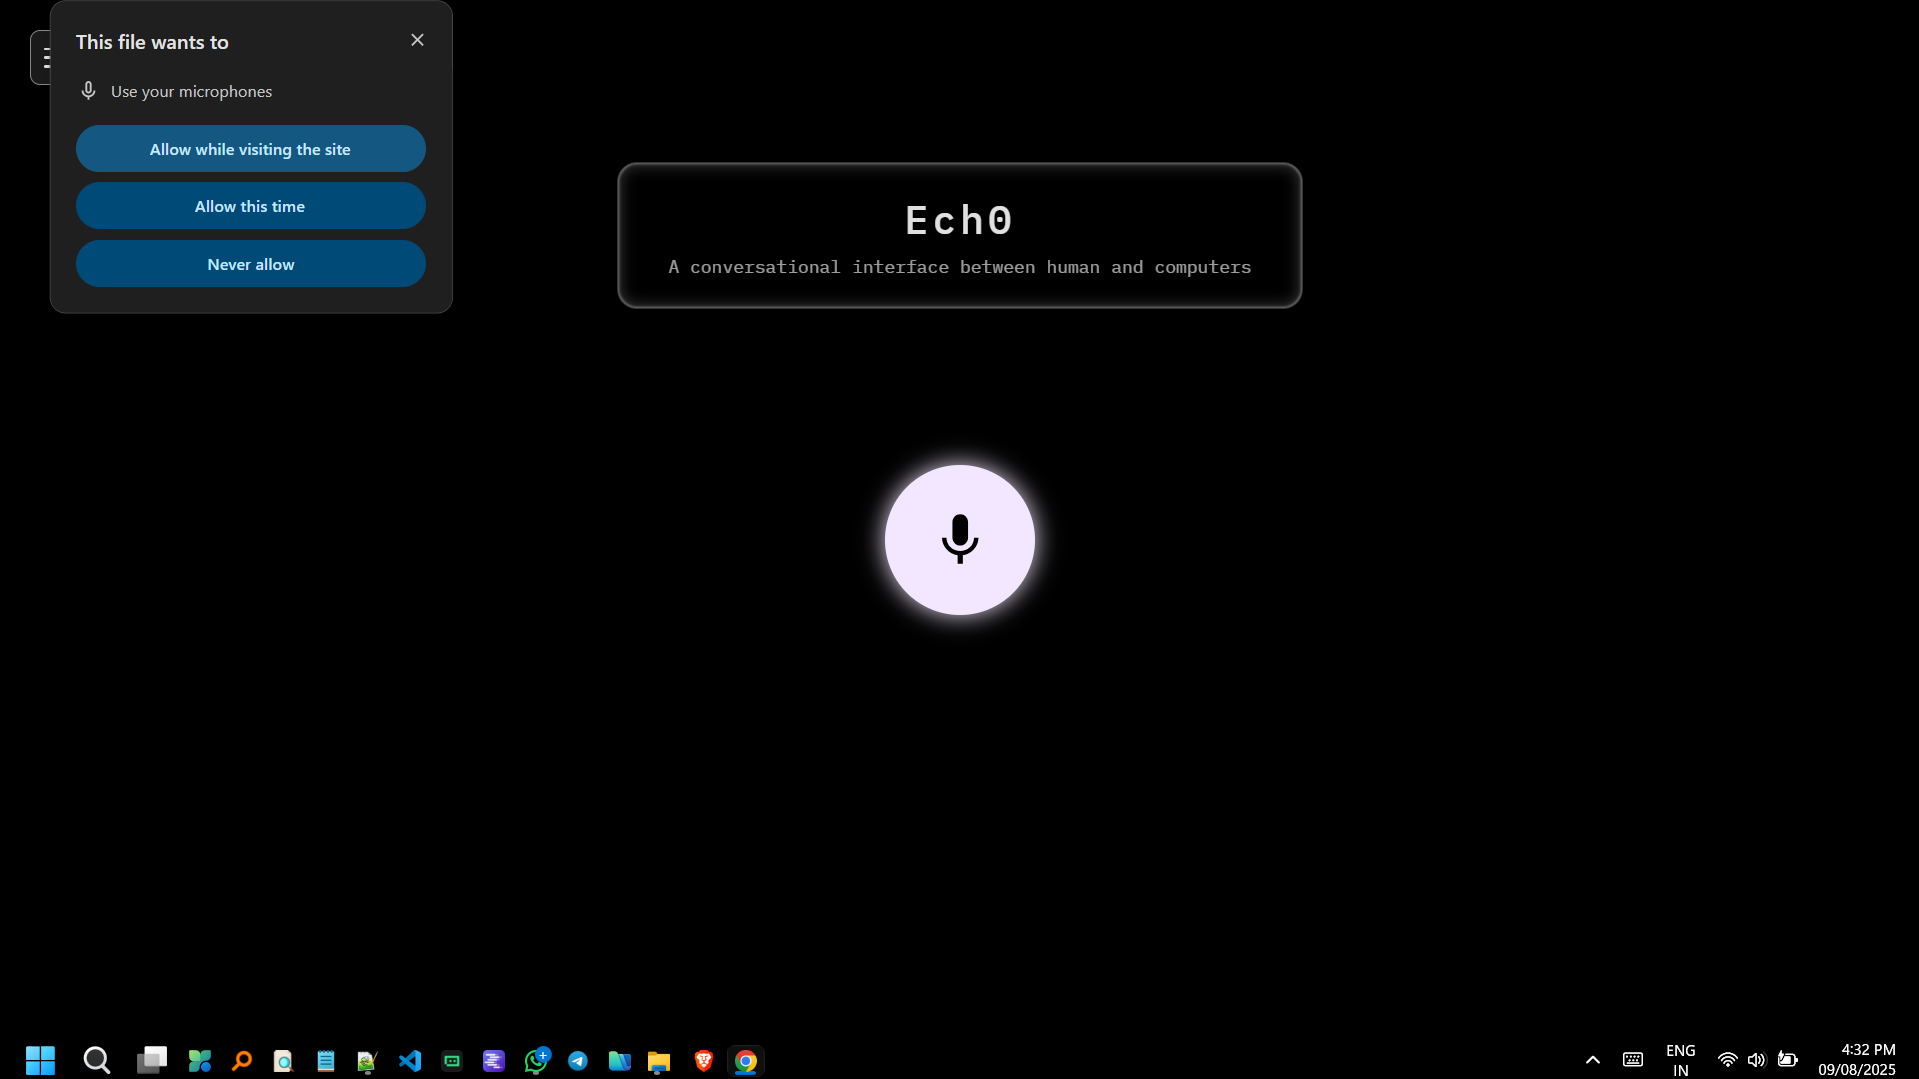 This file wants to
Use your microphones
Allow while visiting the site
Allow this time
Never allow
Ech0
A conversational interface between human and computers
ENG
IN
4:32 PM
09/08/2025